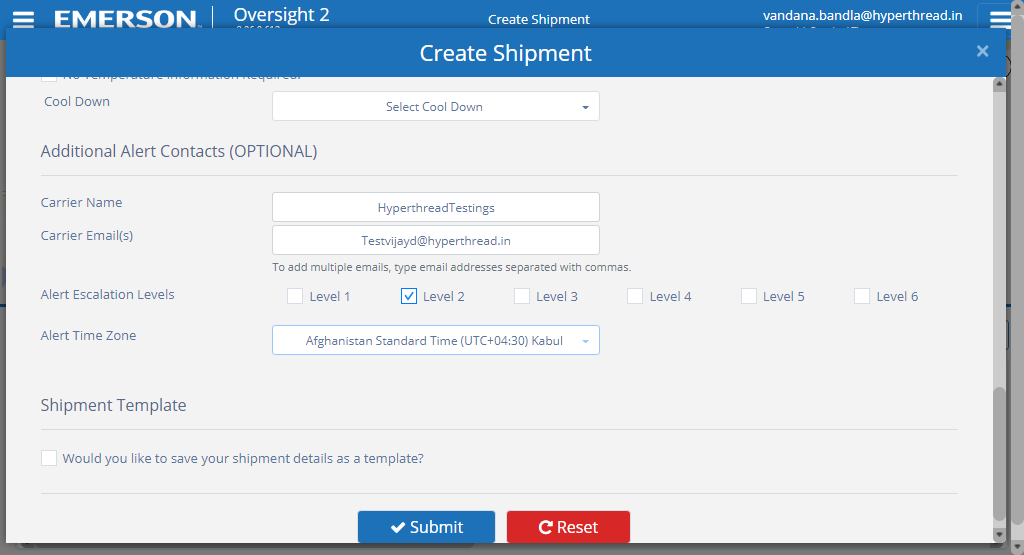 EMERSON Oversight 2 Create Shipment vandana.bandla@hyperthread.in
Create Shipment ×
Cool Down Select Cool Down
Additional Alert Contacts (OPTIONAL)
Carrier Name HyperthreadTestings
Carrier Email(s) Testvijayd@hyperthread.in
To add multiple emails, type email addresses separated with commas.
Alert Escalation Levels Level 1 Level 2 Level 3 Level 4 Level 5 Level 6
Alert Time Zone Afghanistan Standard Time (UTC+04:30) Kabul
Shipment Template
Would you like to save your shipment details as a template?
Submit Reset